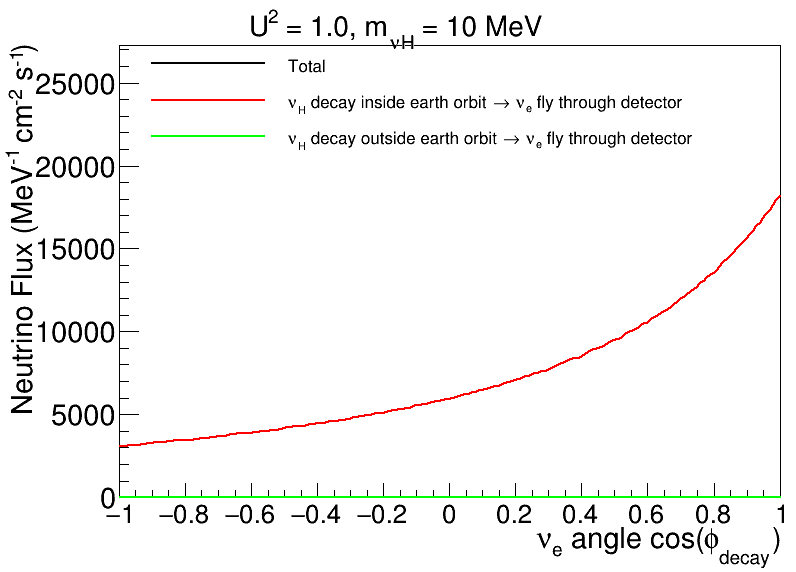 U² = 1.0, m_νH = 10 MeV
Total
ν_H decay inside earth orbit → ν_e fly through detector
ν_H decay outside earth orbit → ν_e fly through detector
Neutrino Flux (MeV⁻¹ cm⁻² s⁻¹)
25000
20000
15000
10000
5000
0
−1 −0.8 −0.6 −0.4 −0.2 0 0.2 0.4 0.6 0.8 1
ν_e angle cos(ϕ_decay)